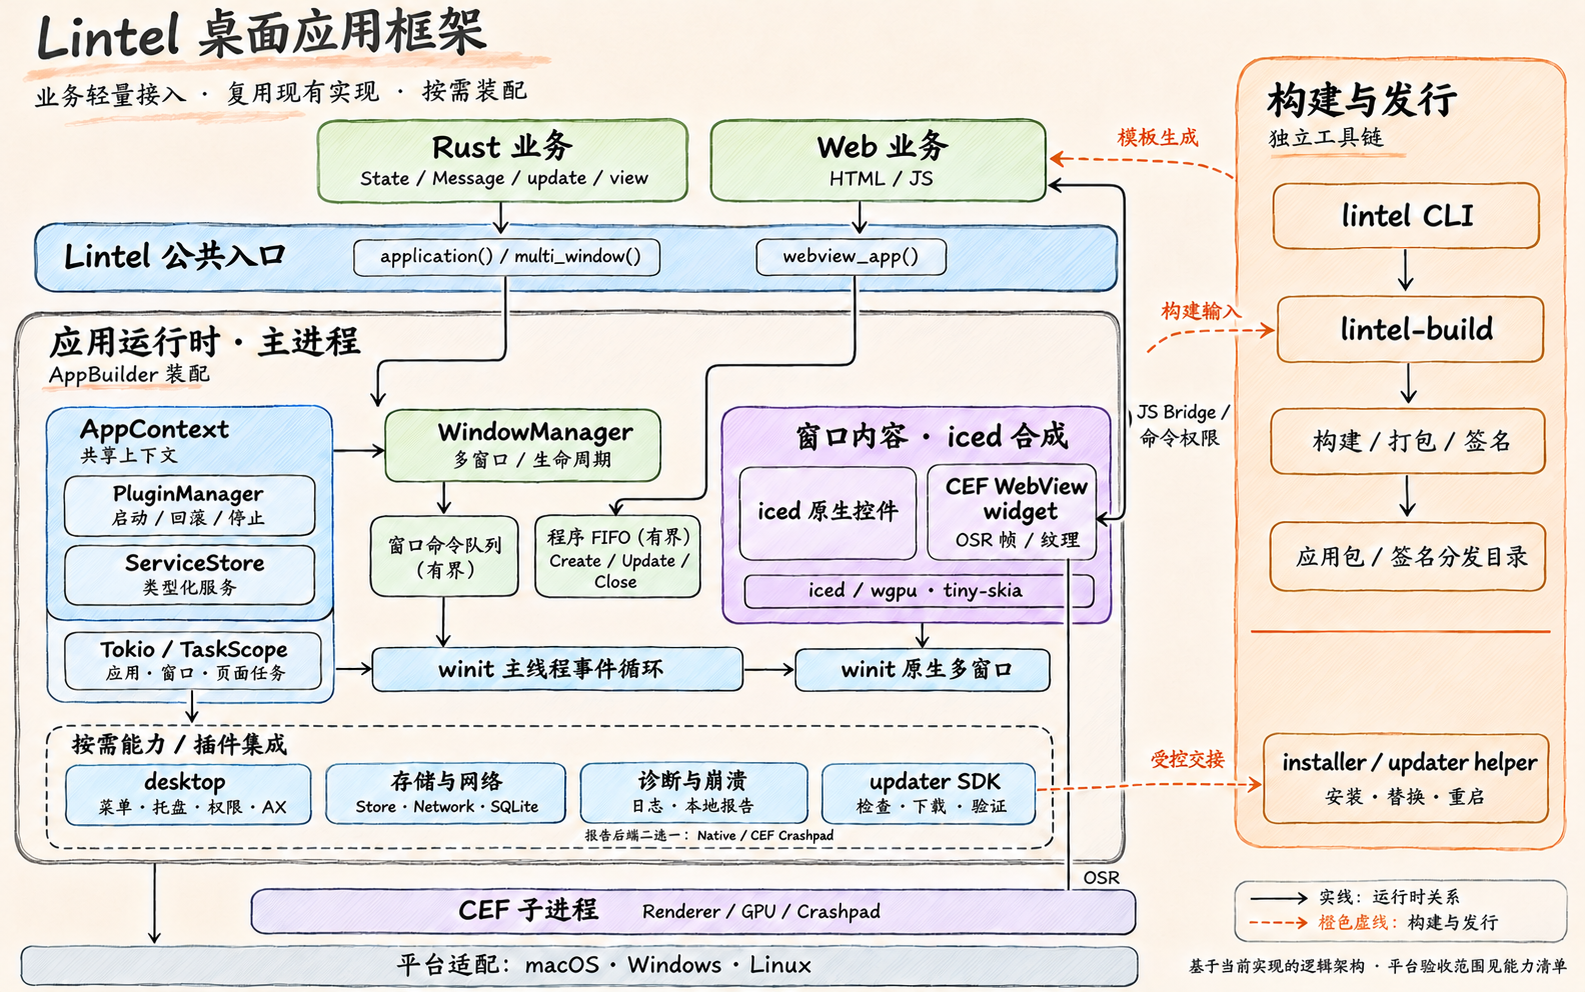 Lintel 桌面应用框架
业务轻量接入 · 复用现有实现 · 按需装配
Rust 业务
State / Message / update / view
Web 业务
HTML / JS
模板生成
Lintel 公共入口
application() / multi_window()
webview_app()
应用运行时 · 主进程
AppBuilder 装配
AppContext
共享上下文
PluginManager
启动 / 回滚 / 停止
ServiceStore
类型化服务
Tokio / TaskScope
应用 · 窗口 · 页面任务
WindowManager
多窗口 / 生命周期
窗口命令队列
（有界）
程序 FIFO (有界)
Create / Update /
Close
窗口内容 · iced 合成
iced 原生控件
CEF WebView
widget
OSR 帧 / 纹理
iced / wgpu · tiny-skia
winit 主线程事件循环
winit 原生多窗口
JS Bridge /
命令权限
按需能力 / 插件集成
desktop
菜单 · 托盘 · 权限 · AX
存储与网络
Store · Network · SQLite
诊断与崩溃
日志 · 本地报告
updater SDK
检查 · 下载 · 验证
报告后端二选一：Native / CEF Crashpad
OSR
CEF 子进程 Renderer / GPU / Crashpad
平台适配：macOS · Windows · Linux
构建与发行
独立工具链
lintel CLI
构建输入
lintel-build
构建 / 打包 / 签名
应用包 / 签名分发目录
受控交接
installer / updater helper
安装 · 替换 · 重启
实线：运行时关系
橙色虚线：构建与发行
基于当前实现的逻辑架构 · 平台验收范围见能力清单